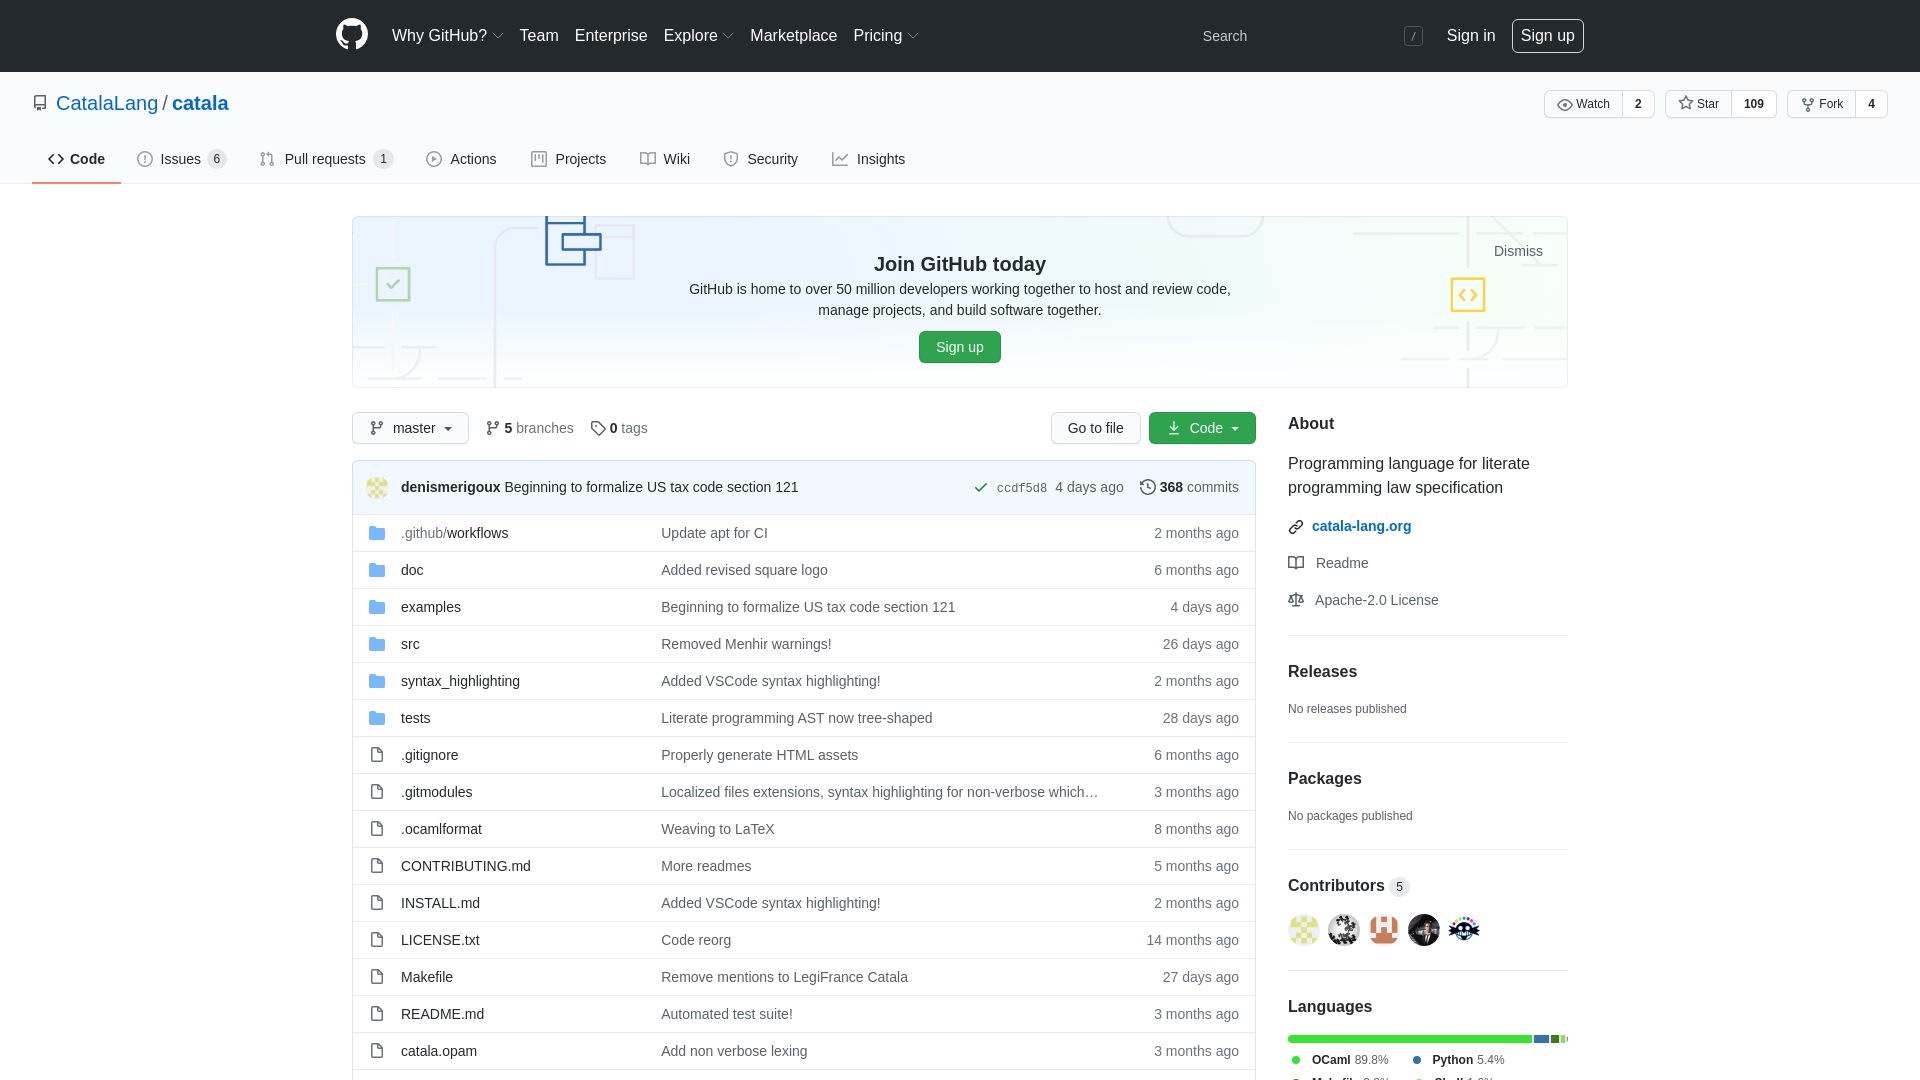 Why GitHub? Team Enterprise Explore Marketplace Pricing Search / Sign in Sign up
CatalaLang / catala Watch 2 Star 109 Fork 4
Code Issues 6 Pull requests 1 Actions Projects Wiki Security Insights
Dismiss
Join GitHub today
GitHub is home to over 50 million developers working together to host and review code,
manage projects, and build software together.
Sign up
master 5 branches 0 tags Go to file Code
denismerigoux Beginning to formalize US tax code section 121 ccdf5d8 4 days ago 368 commits
.github/workflows Update apt for CI 2 months ago
doc Added revised square logo 6 months ago
examples Beginning to formalize US tax code section 121 4 days ago
src Removed Menhir warnings! 26 days ago
syntax_highlighting Added VSCode syntax highlighting! 2 months ago
tests Literate programming AST now tree-shaped 28 days ago
.gitignore Properly generate HTML assets 6 months ago
.gitmodules Localized files extensions, syntax highlighting for non-verbose which… 3 months ago
.ocamlformat Weaving to LaTeX 8 months ago
CONTRIBUTING.md More readmes 5 months ago
INSTALL.md Added VSCode syntax highlighting! 2 months ago
LICENSE.txt Code reorg 14 months ago
Makefile Remove mentions to LegiFrance Catala 27 days ago
README.md Automated test suite! 3 months ago
catala.opam Add non verbose lexing 3 months ago
About
Programming language for literate
programming law specification
catala-lang.org
Readme
Apache-2.0 License
Releases
No releases published
Packages
No packages published
Contributors 5
Languages
OCaml 89.8% Python 5.4%